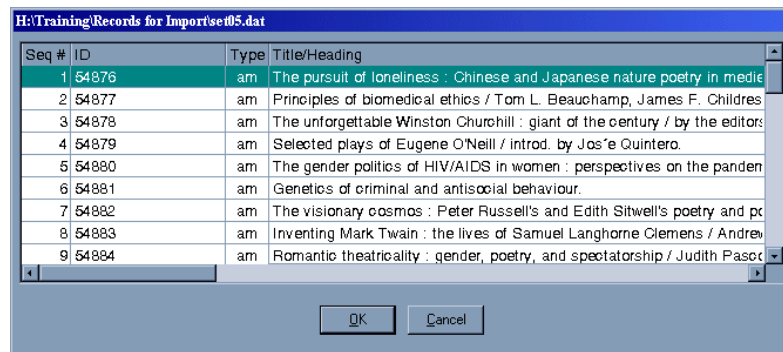 H:\Training\Records for Import\set05.dat
Seq # ID Type Title/Heading
1 54876 am The pursuit of loneliness : Chinese and Japanese nature poetry in medie
2 54877 am Principles of biomedical ethics / Tom L. Beauchamp, James F. Childres
3 54878 am The unforgettable Winston Churchill : giant of the century / by the editors
4 54879 am Selected plays of Eugene O'Neill / introd. by Jos´e Quintero.
5 54880 am The gender politics of HIV/AIDS in women : perspectives on the pandem
6 54881 am Genetics of criminal and antisocial behaviour.
7 54882 am The visionary cosmos : Peter Russell's and Edith Sitwell's poetry and po
8 54883 am Inventing Mark Twain : the lives of Samuel Langhorne Clemens / Andrew
9 54884 am Romantic theatricality : gender, poetry, and spectatorship / Judith Pasco
OK Cancel